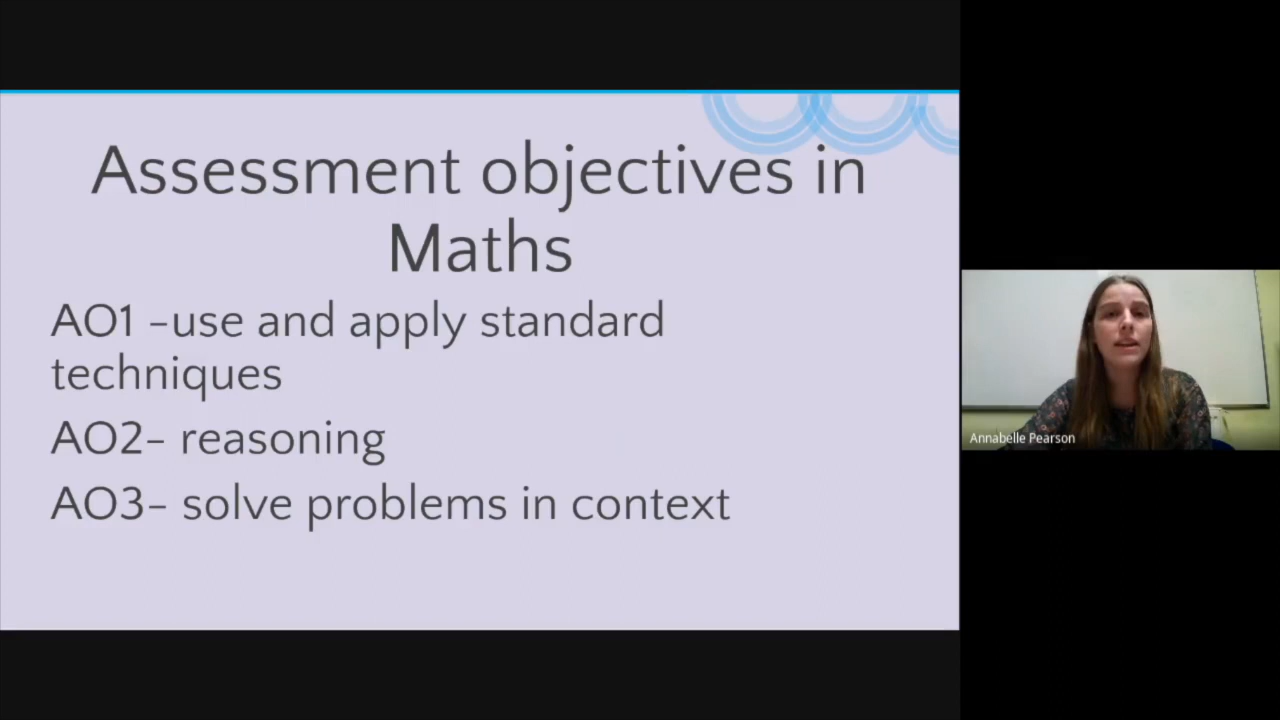 Assessment objectives in
Maths
AO1 -use and apply standard
techniques
AO2- reasoning
AO3- solve problems in context
Annabelle Pearson